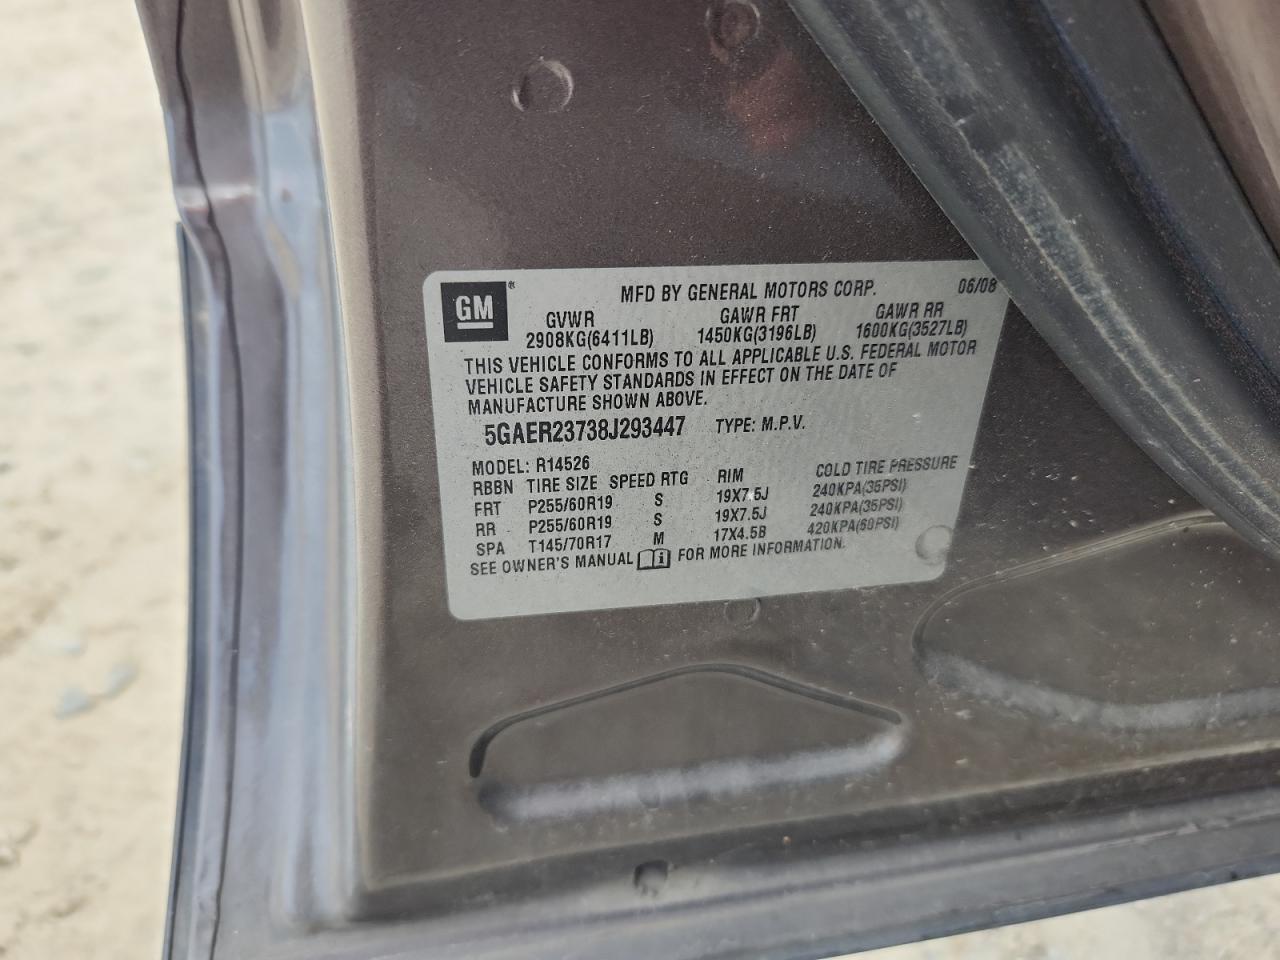 GM®
MFD BY GENERAL MOTORS CORP. 06/08
GVWR GAWR FRT GAWR RR
2908KG(6411LB) 1450KG(3196LB) 1600KG(3527LB)
THIS VEHICLE CONFORMS TO ALL APPLICABLE U.S. FEDERAL MOTOR
VEHICLE SAFETY STANDARDS IN EFFECT ON THE DATE OF
MANUFACTURE SHOWN ABOVE.
5GAER23738J293447 TYPE: M.P.V.
MODEL: R14526
RBBN TIRE SIZE SPEED RTG RIM COLD TIRE PRESSURE
FRT P255/60R19 S 19X7.5J 240KPA(35PSI)
RR P255/60R19 S 19X7.5J 240KPA(35PSI)
SPA T145/70R17 M 17X4.5B 420KPA(60PSI)
SEE OWNER'S MANUAL i FOR MORE INFORMATION.